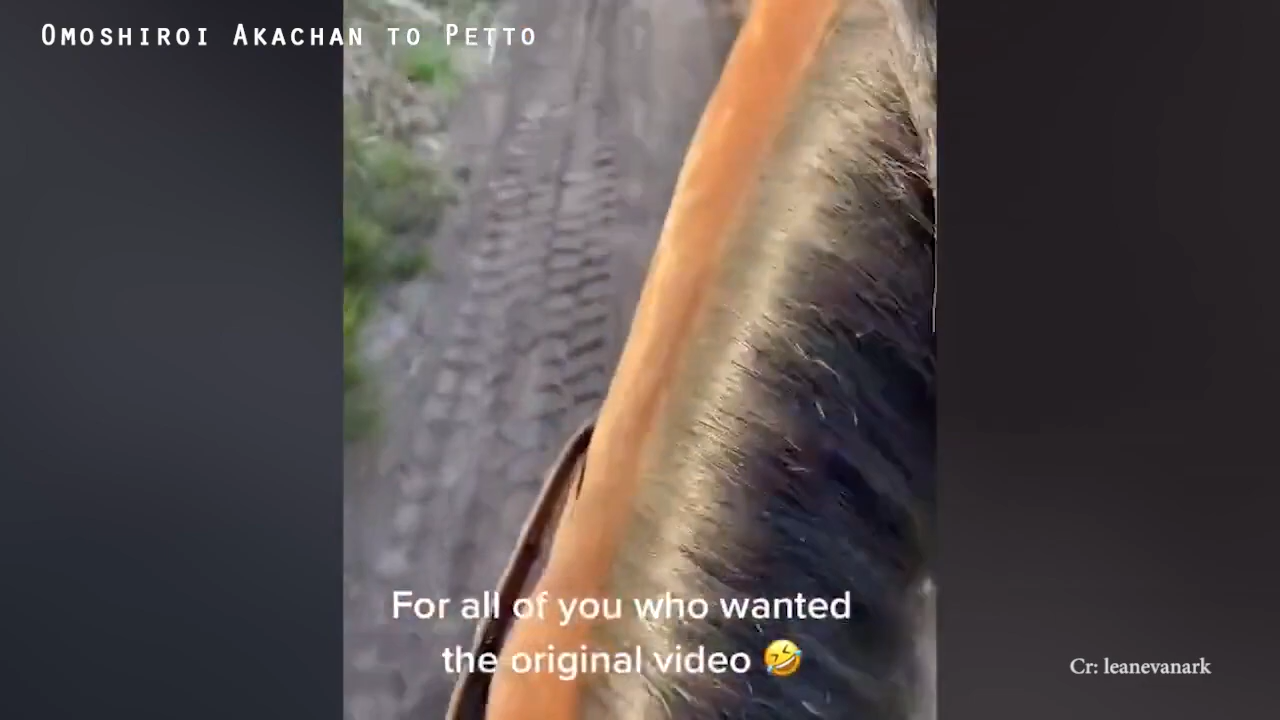 Omoshiroi Akachan to Petto
For all of you who wanted
the original video 🤣
Cr: leanevanark